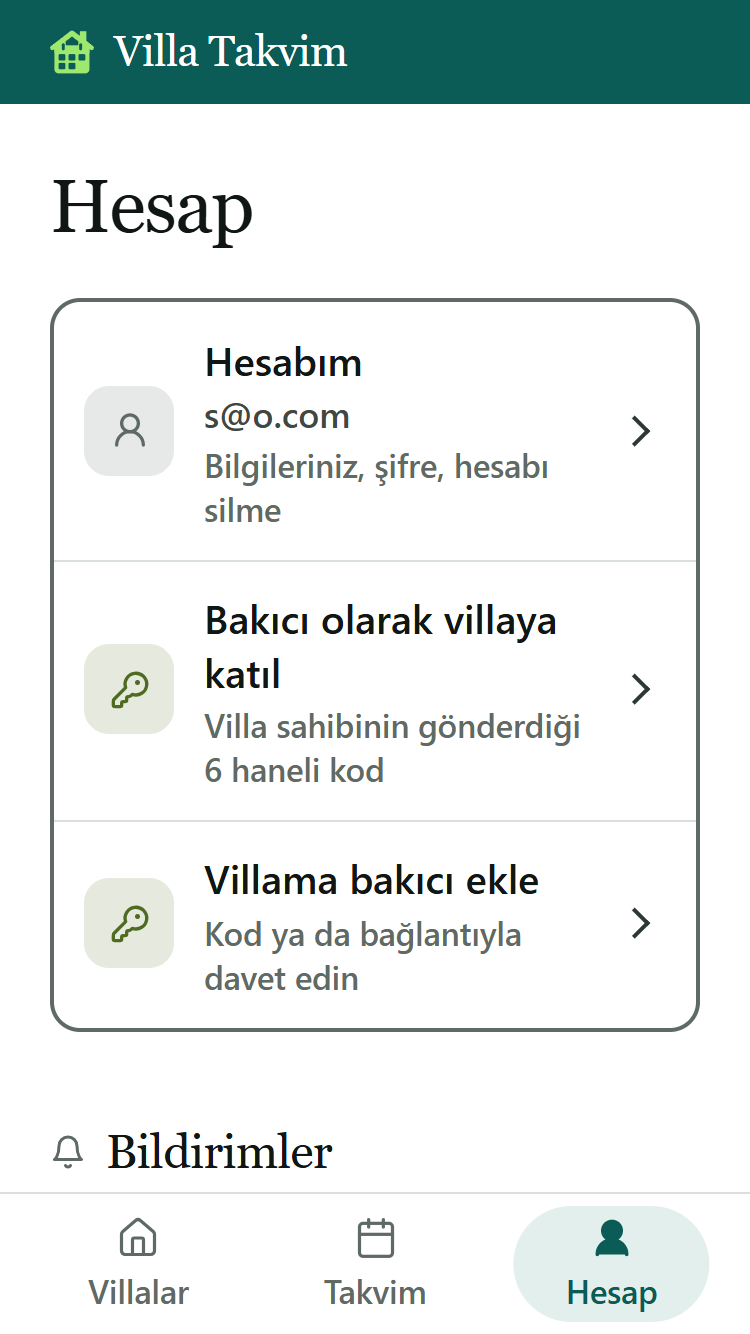 Villa Takvim
Hesap
Hesabım
s@o.com
Bilgileriniz, şifre, hesabı
silme
Bakıcı olarak villaya
katıl
Villa sahibinin gönderdiği
6 haneli kod
Villama bakıcı ekle
Kod ya da bağlantıyla
davet edin
Bildirimler
Villalar
Takvim
Hesap